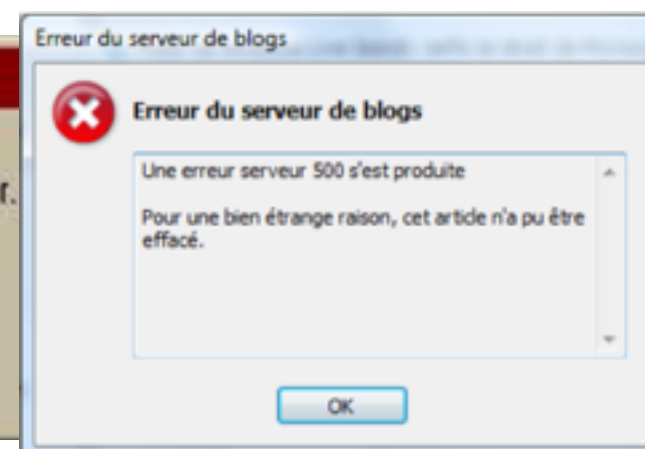 Erreur du serveur de blogs
Erreur du serveur de blogs
Une erreur serveur 500 s'est produite
Pour une bien étrange raison, cet article n'a pu être
effacé.
r.
OK